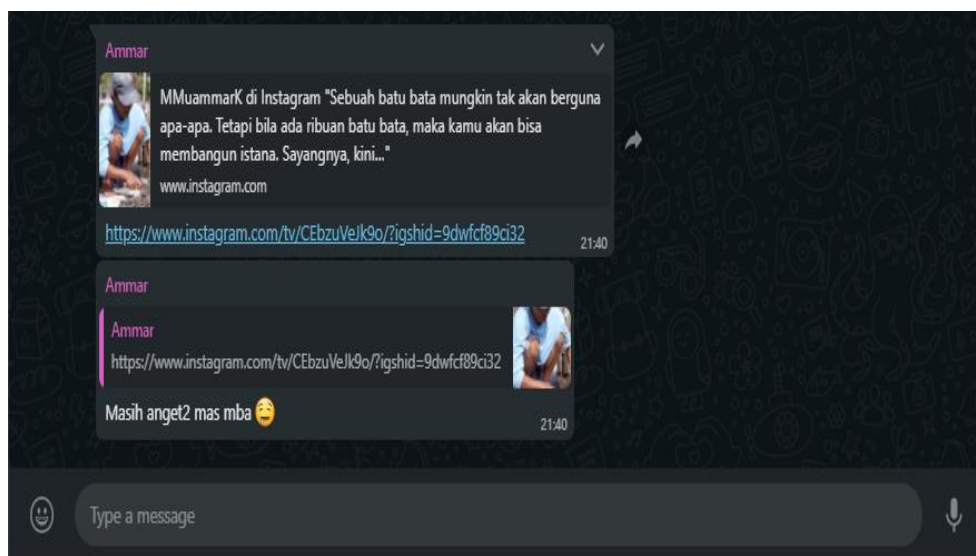 Ammar
MMuammarK di Instagram "Sebuah batu bata mungkin tak akan berguna
apa-apa. Tetapi bila ada ribuan batu bata, maka kamu akan bisa
membangun istana. Sayangnya, kini..."
www.instagram.com
https://www.instagram.com/tv/CEbzuVeJk9o/?igshid=9dwfcf89ci32
21:40
Ammar
Ammar
https://www.instagram.com/tv/CEbzuVeJk9o/?igshid=9dwfcf89ci32
Masih anget2 mas mba 🤤
21:40
Type a message